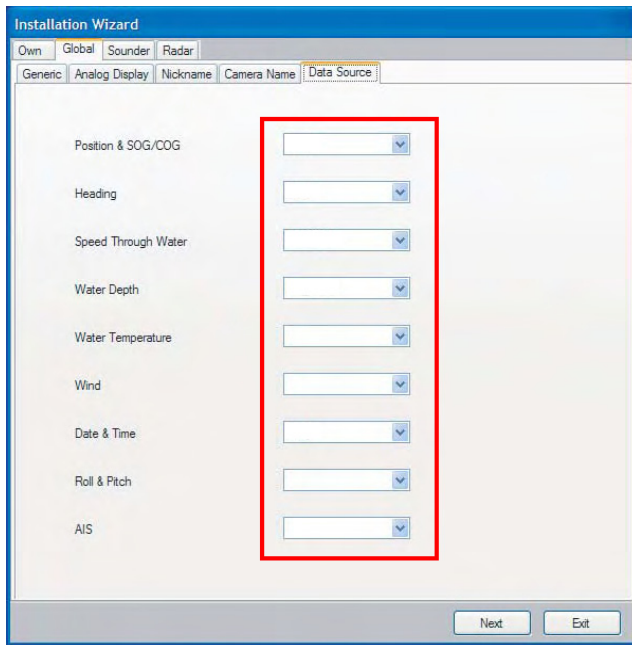 Installation Wizard
Own Global Sounder Radar
Generic Analog Display Nickname Camera Name Data Source
Position & SOG/COG
Heading
Speed Through Water
Water Depth
Water Temperature
Wind
Date & Time
Roll & Pitch
AIS
Next Exit